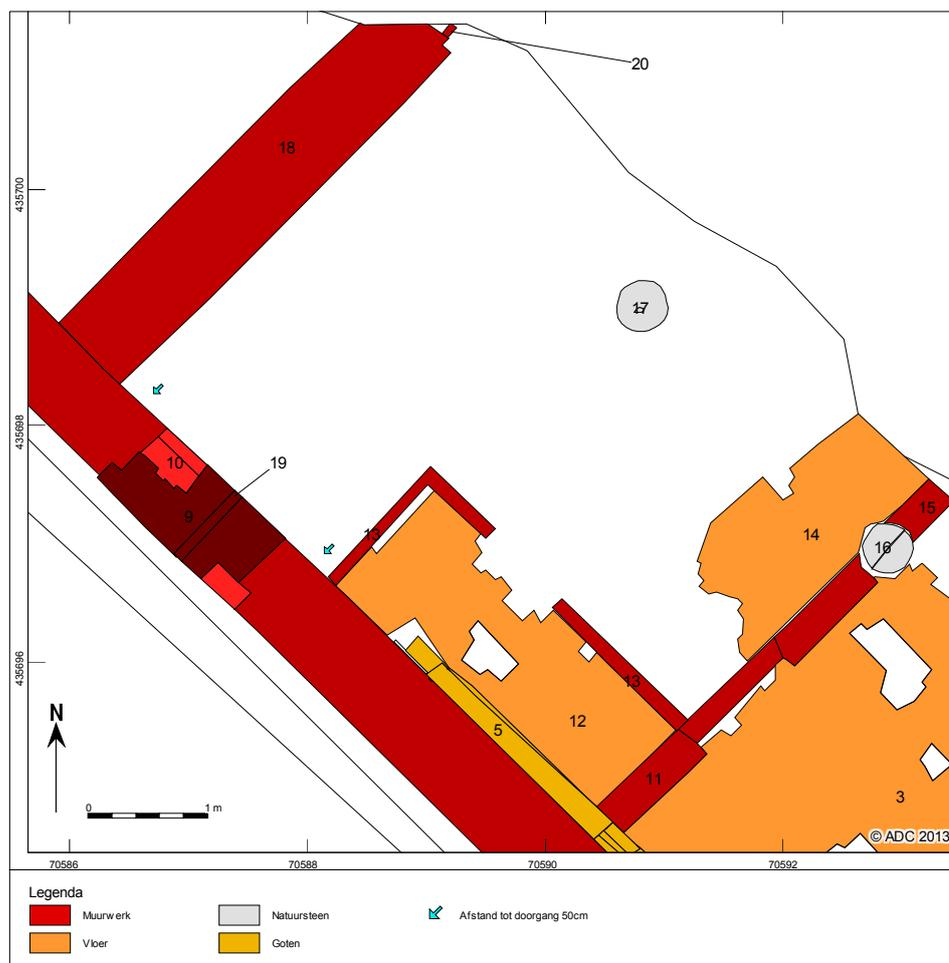 20
18
435700
17
435698
10
19
9
13
15
14
16
435696
13
5
12
N
11
3
0
1 m
© ADC 2013
70586
70588
70590
70592
Legenda
Muurwerk
Natuursteen
Afstand tot doorgang 50cm
Vloer
Goten